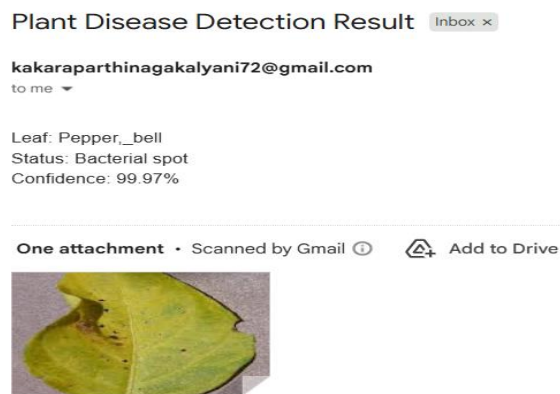 Plant Disease Detection Result Inbox ×
kakaraparthinagakalyani72@gmail.com
to me
Leaf: Pepper,_bell
Status: Bacterial spot
Confidence: 99.97%
One attachment • Scanned by Gmail Add to Drive